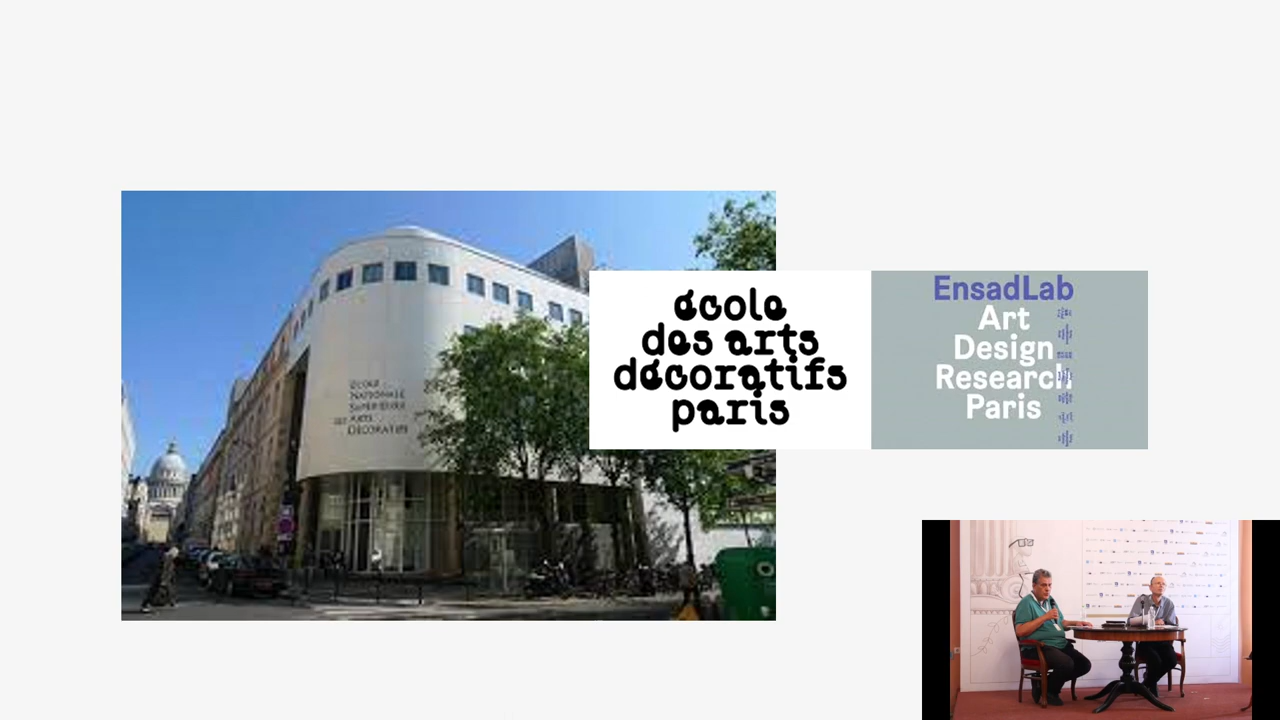 ÉCOLE
NATIONALE
SUPÉRIEURE
DES ARTS
DÉCORATIFS
école
des arts
décoratifs
paris
EnsadLab
Art
Design
Research
Paris